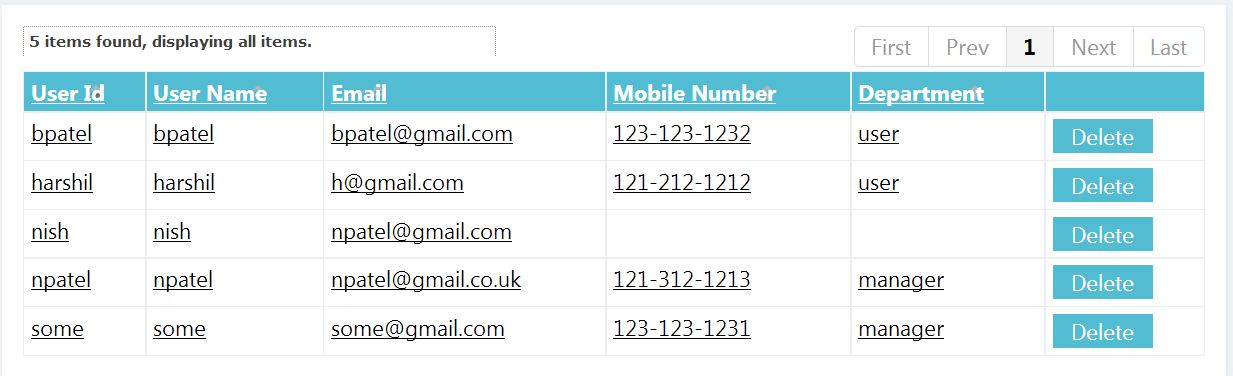 5 items found, displaying all items.
First Prev 1 Next Last
User Id User Name Email Mobile Number Department
bpatel bpatel bpatel@gmail.com 123-123-1232 user Delete
harshil harshil h@gmail.com 121-212-1212 user Delete
nish nish npatel@gmail.com Delete
npatel npatel npatel@gmail.co.uk 121-312-1213 manager Delete
some some some@gmail.com 123-123-1231 manager Delete